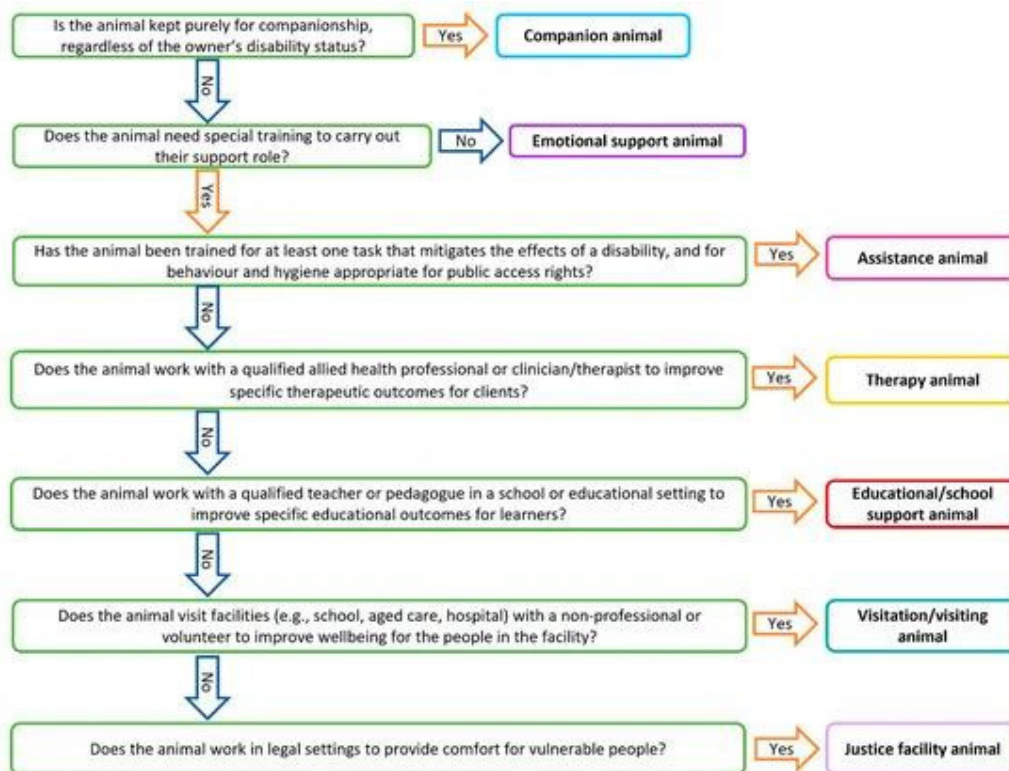 Is the animal kept purely for companionship,
regardless of the owner's disability status?
Yes
Companion animal
No
Does the animal need special training to carry out
their support role?
No
Emotional support animal
Yes
Has the animal been trained for at least one task that mitigates the effects of a disability, and for
behaviour and hygiene appropriate for public access rights?
Yes
Assistance animal
No
Does the animal work with a qualified allied health professional or clinician/therapist to improve
specific therapeutic outcomes for clients?
Yes
Therapy animal
No
Does the animal work with a qualified teacher or pedagogue in a school or educational setting to
improve specific educational outcomes for learners?
Yes
Educational/school
support animal
No
Does the animal visit facilities (e.g., school, aged care, hospital) with a non-professional or
volunteer to improve wellbeing for the people in the facility?
Yes
Visitation/visiting
animal
No
Does the animal work in legal settings to provide comfort for vulnerable people?
Yes
Justice facility animal